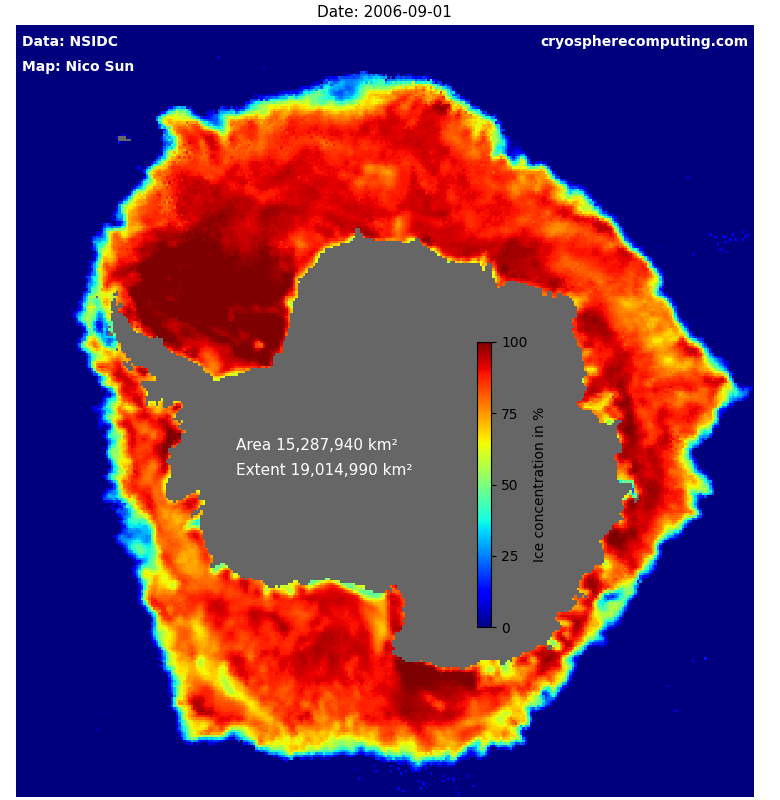 Date: 2006-09-01
Data: NSIDC
cryospherecomputing.com
Map: Nico Sun
100
75
50
25
0
Ice concentration in %
Area 15,287,940 km²
Extent 19,014,990 km²